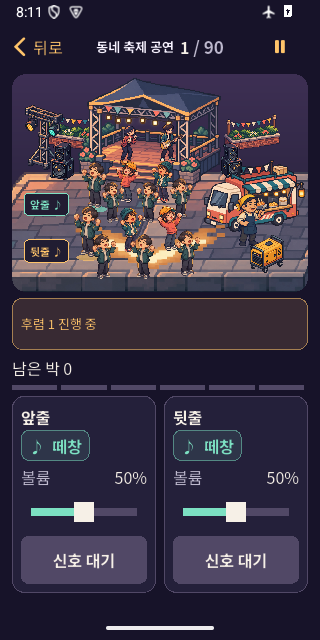 8:11
뒤로
동네 축제 공연 1 / 90
앞줄 ♪
뒷줄 ♪
후렴 1 진행 중
남은 박 0
앞줄
♪ 떼창
볼륨 50%
신호 대기
뒷줄
♪ 떼창
볼륨 50%
신호 대기